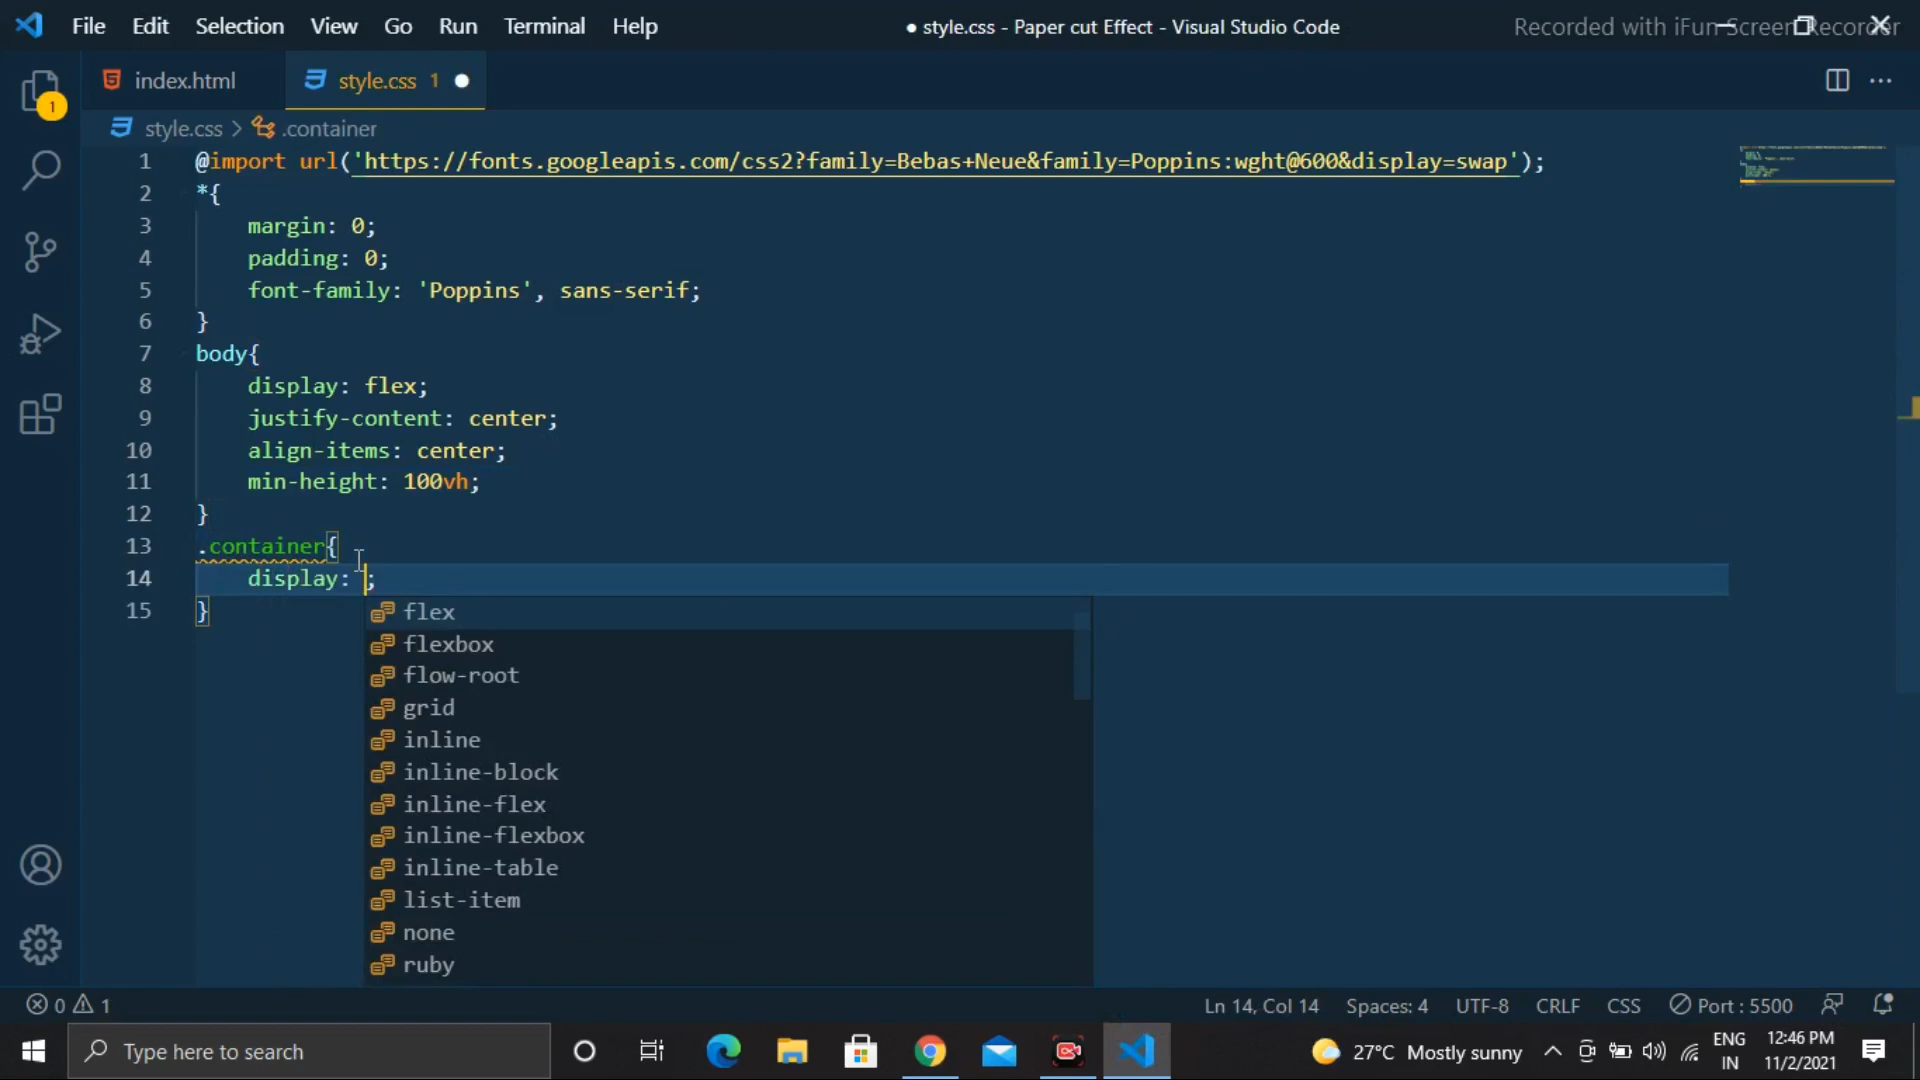 File Edit Selection View Go Run Terminal Help
● style.css - Paper cut Effect - Visual Studio Code
Recorded with iFun Screen Recorder
index.html
style.css 1
1
style.css > .container
1 @import url('https://fonts.googleapis.com/css2?family=Bebas+Neue&family=Poppins:wght@600&display=swap');
2 *{
3 margin: 0;
4 padding: 0;
5 font-family: 'Poppins', sans-serif;
6 }
7 body{
8 display: flex;
9 justify-content: center;
10 align-items: center;
11 min-height: 100vh;
12 }
13 .container{
14 display: ;
15 }
flex
flexbox
flow-root
grid
inline
inline-block
inline-flex
inline-flexbox
inline-table
list-item
none
ruby
0 1
Ln 14, Col 14 Spaces: 4 UTF-8 CRLF CSS Port : 5500
Type here to search
27°C Mostly sunny
ENG
IN
12:46 PM
11/2/2021